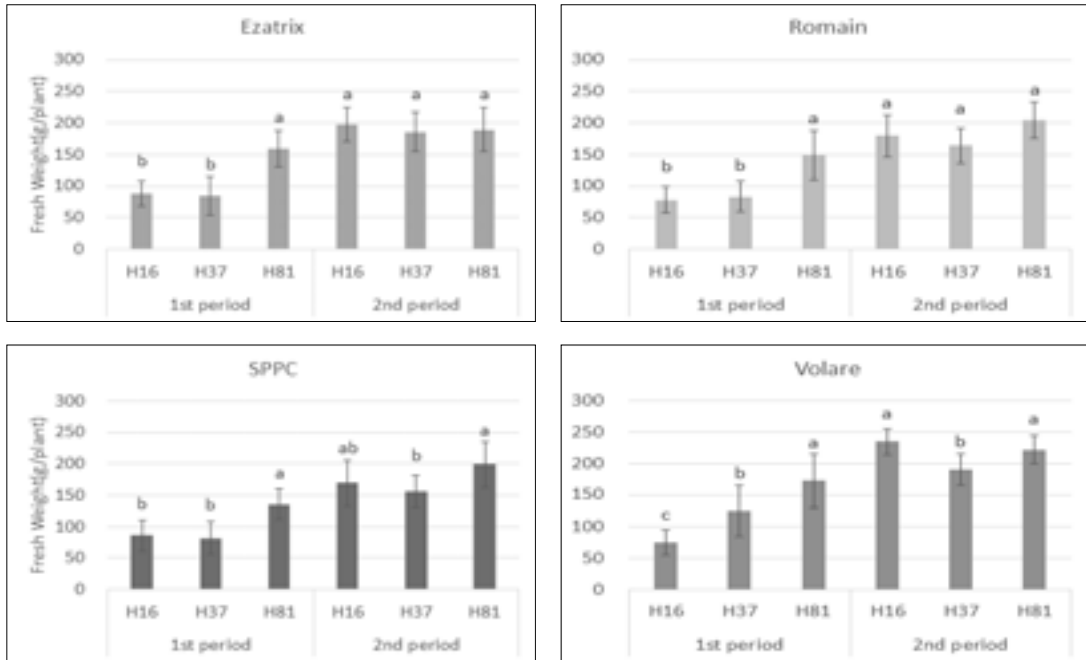 Ezatrix
Fresh Weight(g/plant)
300
250
200
150
100
50
0
b b a a a a
H16 H37 H81 H16 H37 H81
1st period 2nd period
Romain
300
250
200
150
100
50
0
b b a a a a
H16 H37 H81 H16 H37 H81
1st period 2nd period
SPPC
Fresh Weight(g/plant)
300
250
200
150
100
50
0
b b a ab b a
H16 H37 H81 H16 H37 H81
1st period 2nd period
Volare
300
250
200
150
100
50
0
c b a a b a
H16 H37 H81 H16 H37 H81
1st period 2nd period